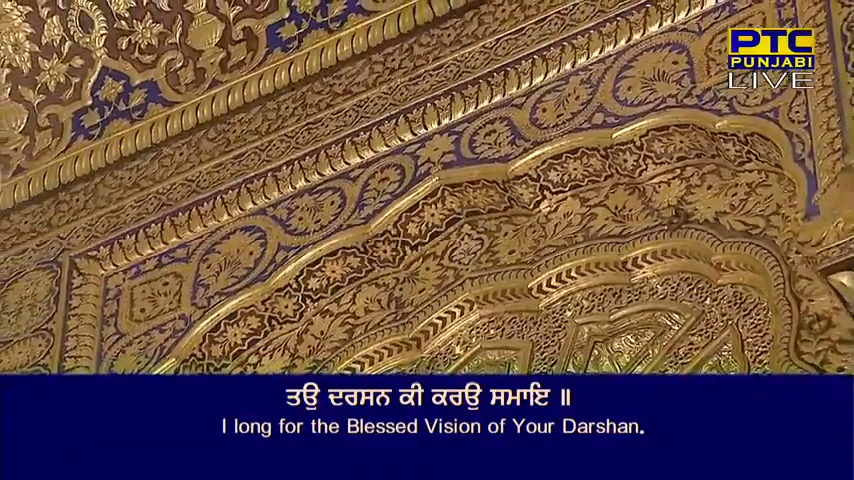 PTC
PUNJABI
LIVE
ਤਉ ਦਰਸਨ ਕੀ ਕਰਉ ਸਮਾਇ ॥
I long for the Blessed Vision of Your Darshan.